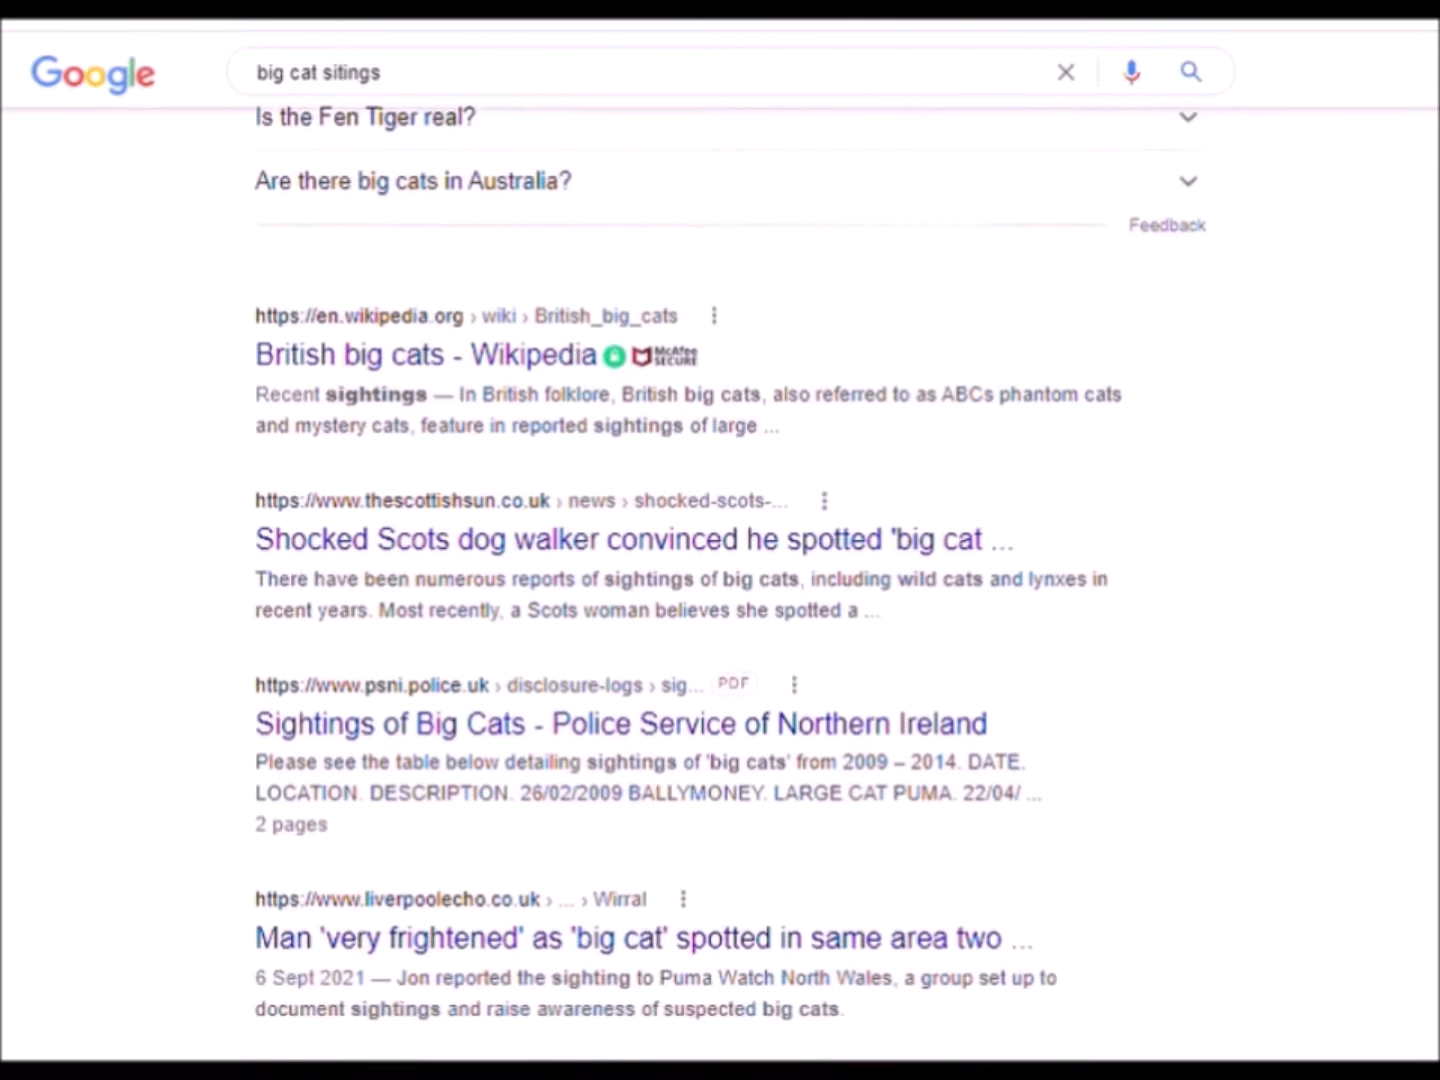 Google
big cat sitings
Is the Fen Tiger real?
Are there big cats in Australia?
Feedback
https://en.wikipedia.org › wiki › British_big_cats
British big cats - Wikipedia McAfee SECURE
Recent sightings — In British folklore, British big cats, also referred to as ABCs phantom cats
and mystery cats, feature in reported sightings of large ...
https://www.thescottishsun.co.uk › news › shocked-scots-...
Shocked Scots dog walker convinced he spotted 'big cat ...
There have been numerous reports of sightings of big cats, including wild cats and lynxes in
recent years. Most recently, a Scots woman believes she spotted a ...
https://www.psni.police.uk › disclosure-logs › sig... PDF
Sightings of Big Cats - Police Service of Northern Ireland
Please see the table below detailing sightings of 'big cats' from 2009 – 2014. DATE.
LOCATION. DESCRIPTION. 26/02/2009 BALLYMONEY. LARGE CAT PUMA. 22/04/ ...
2 pages
https://www.liverpoolecho.co.uk › ... › Wirral
Man 'very frightened' as 'big cat' spotted in same area two ...
6 Sept 2021 — Jon reported the sighting to Puma Watch North Wales, a group set up to
document sightings and raise awareness of suspected big cats.